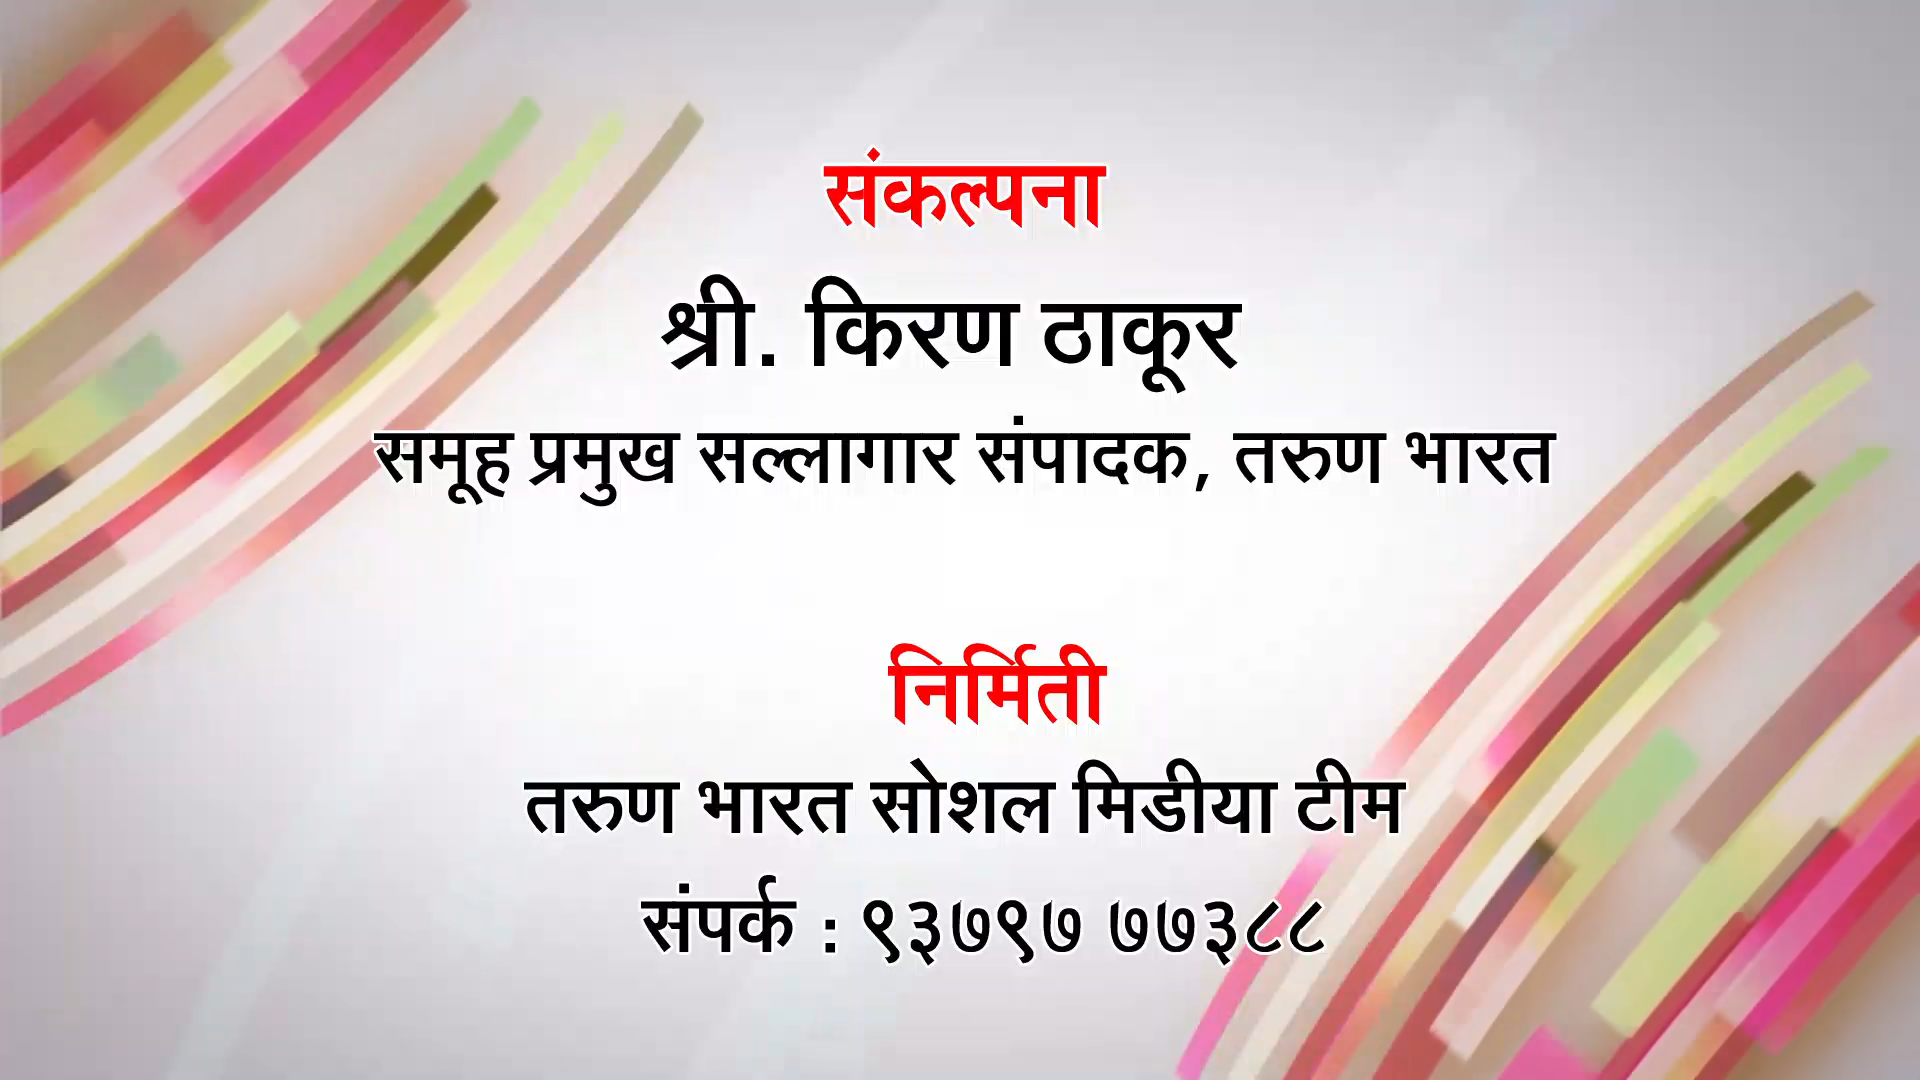 संकल्पना
श्री. किरण ठाकूर
समूह प्रमुख सल्लागार संपादक, तरुण भारत
निर्मिती
तरुण भारत सोशल मिडीया टीम
संपर्क : ९३७९७ ७७३८८